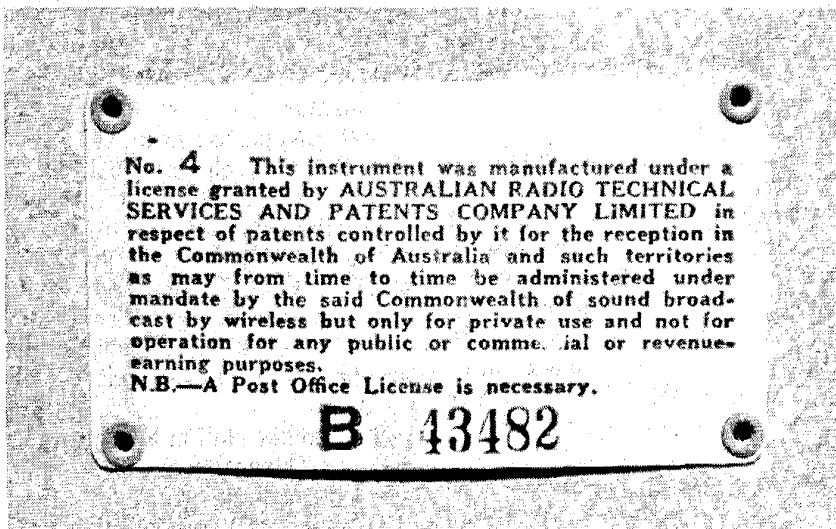 No. 4 This instrument was manufactured under a
license granted by AUSTRALIAN RADIO TECHNICAL
SERVICES AND PATENTS COMPANY LIMITED in
respect of patents controlled by it for the reception in
the Commonwealth of Australia and such territories
as may from time to time be administered under
mandate by the said Commonwealth of sound broad-
cast by wireless but only for private use and not for
operation for any public or or revenue-
earning purposes.
N.B.—A Post Office License is necessary.
B 43482